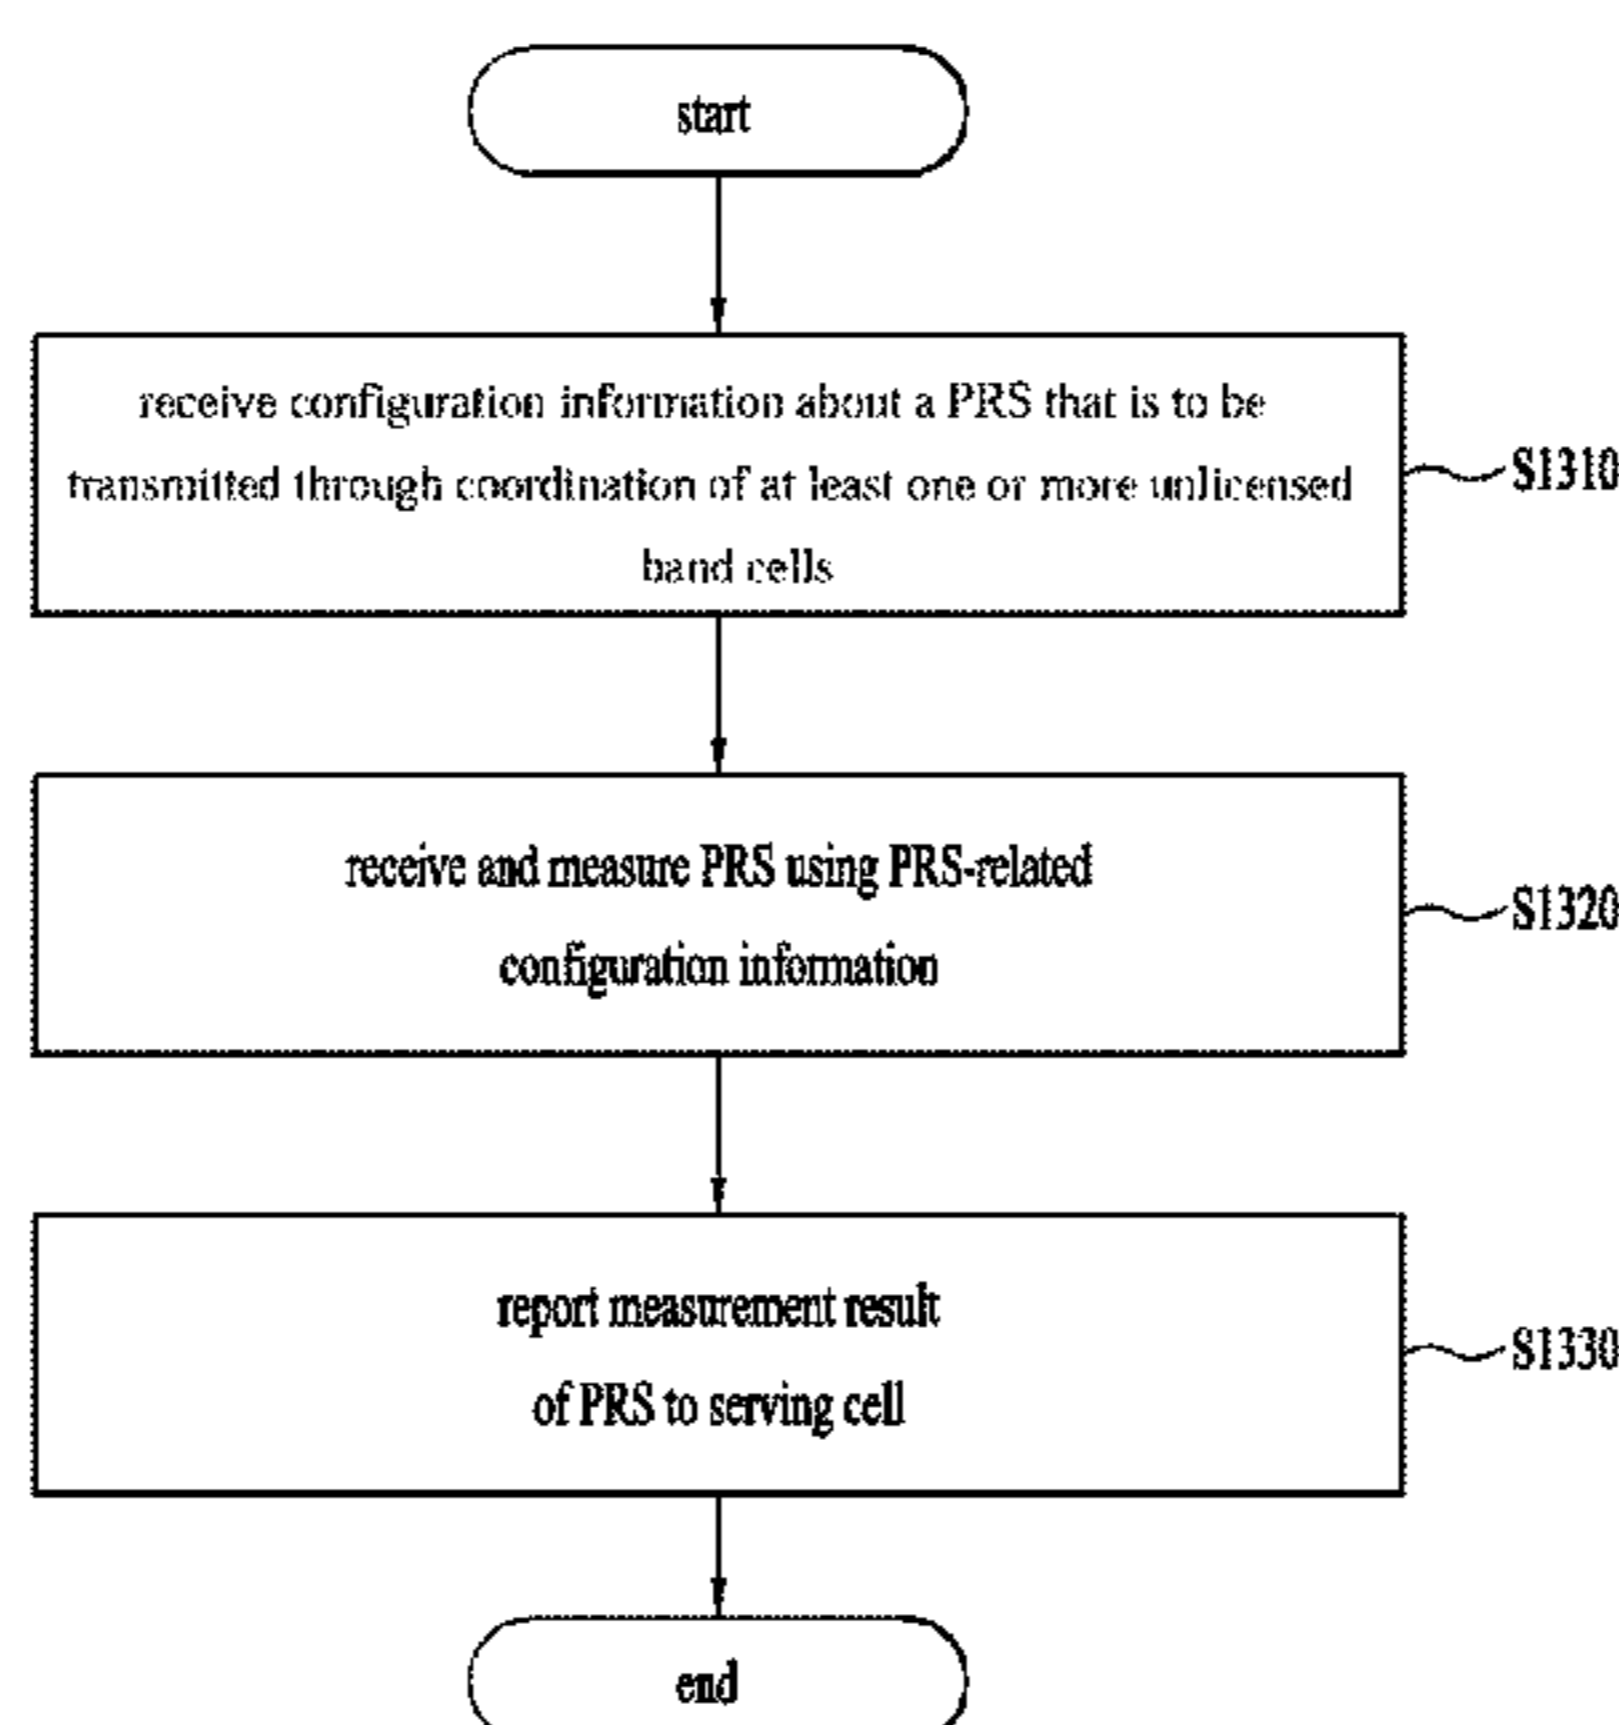 start
receive configuration information about a PRS that is to be
transmitted through coordination of at least one or more unlicensed
band cells
S1310
receive and measure PRS using PRS-related
configuration information
S1320
report measurement result
of PRS to serving cell
S1330
end